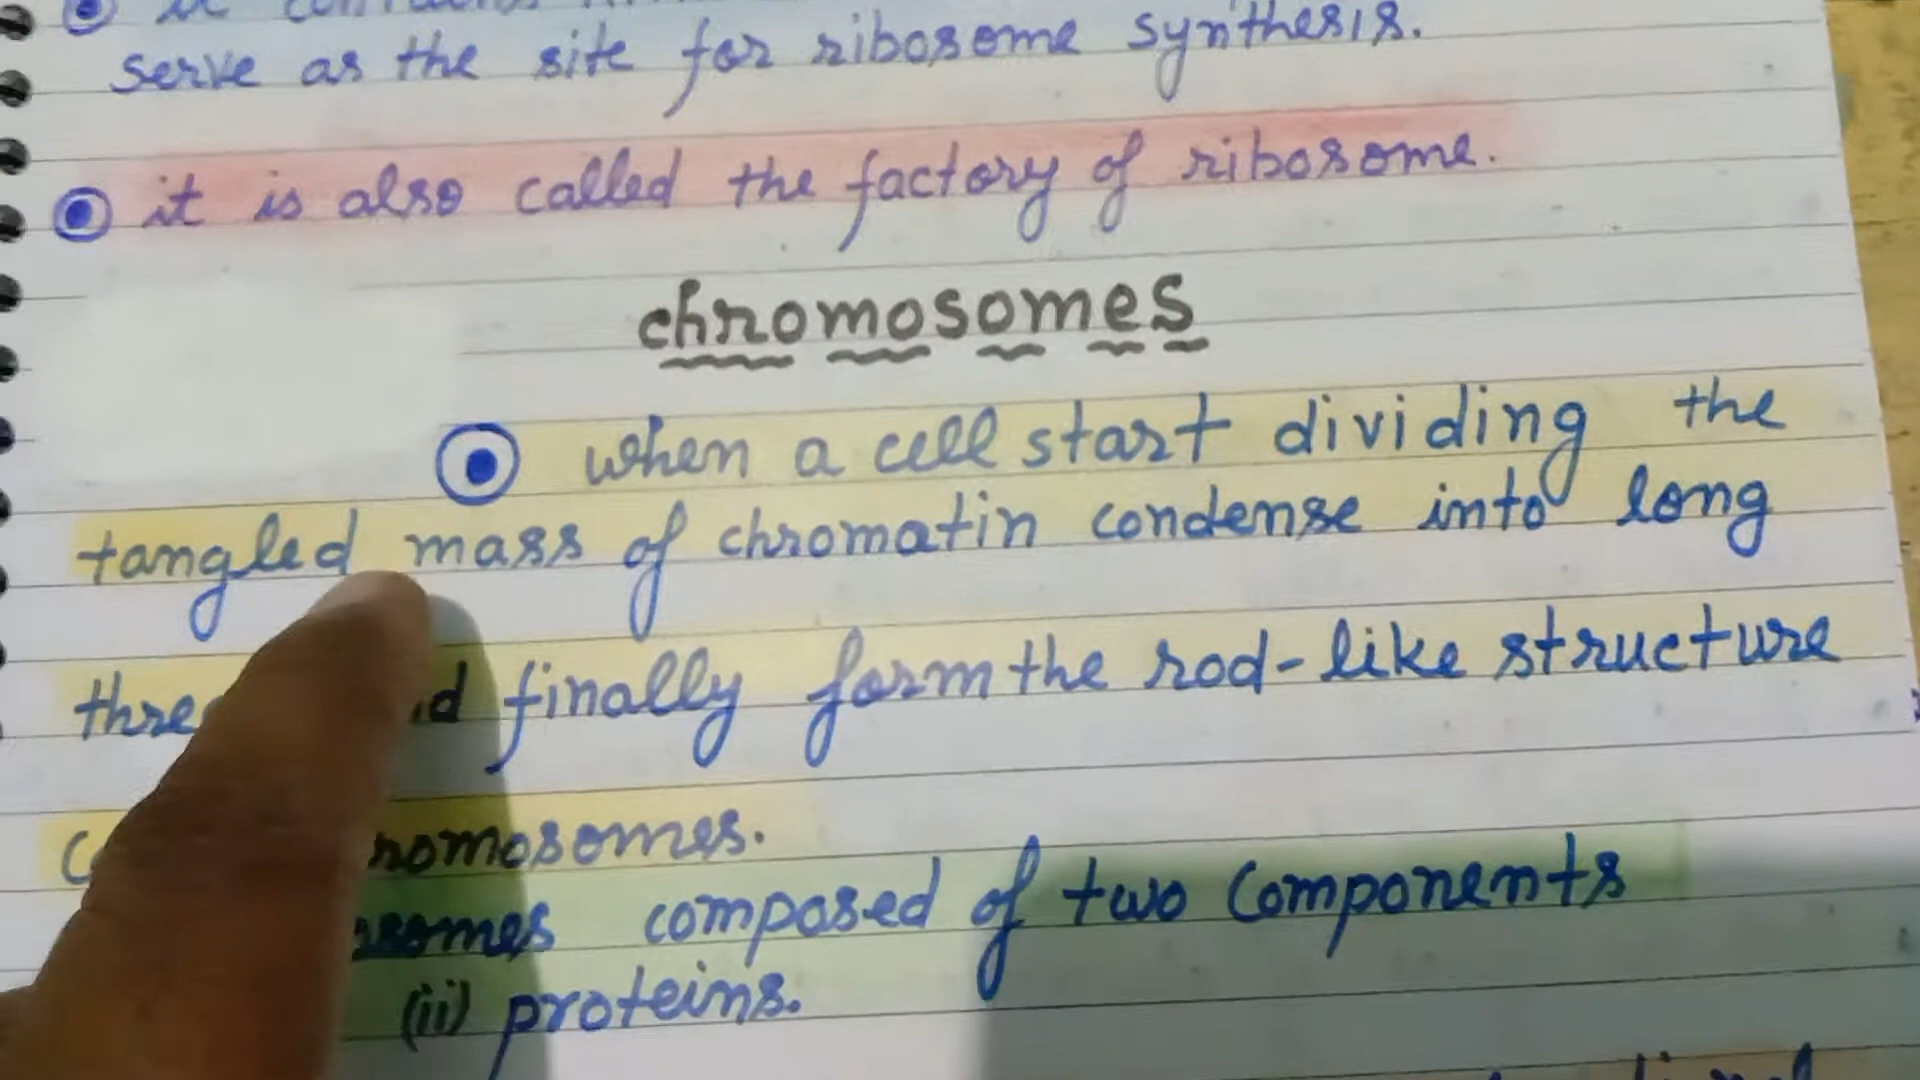 serve as the site for ribosome synthesis.
it is also called the factory of ribosome.
chromosomes
when a cell start dividing the
tangled mass of chromatin condense into long
finally form the rod-like structure
composed of two components
(ii) proteins.